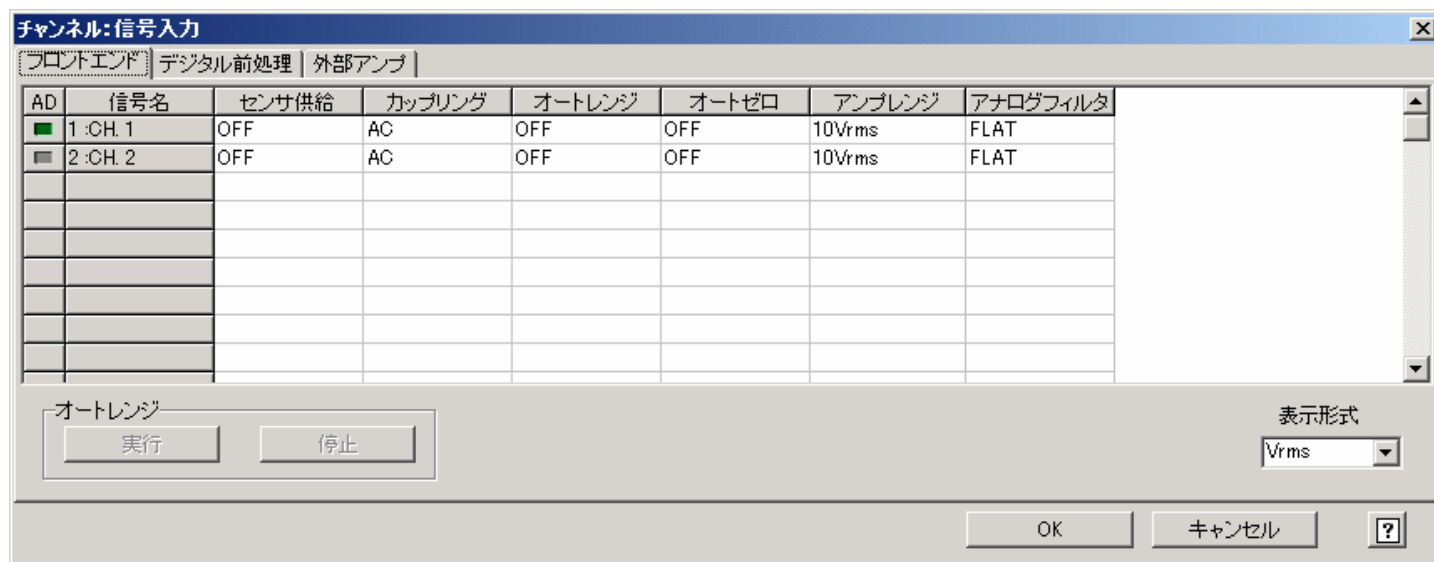 チャンネル:信号入力
フロントエンド デジタル前処理 外部アンプ
AD 信号名 センサ供給 カップリング オートレンジ オートゼロ アンプレンジ アナログフィルタ
1 :CH. 1 OFF AC OFF OFF 10Vrms FLAT
2 :CH. 2 OFF AC OFF OFF 10Vrms FLAT
オートレンジ
実行 停止
表示形式
Vrms
OK キャンセル ?